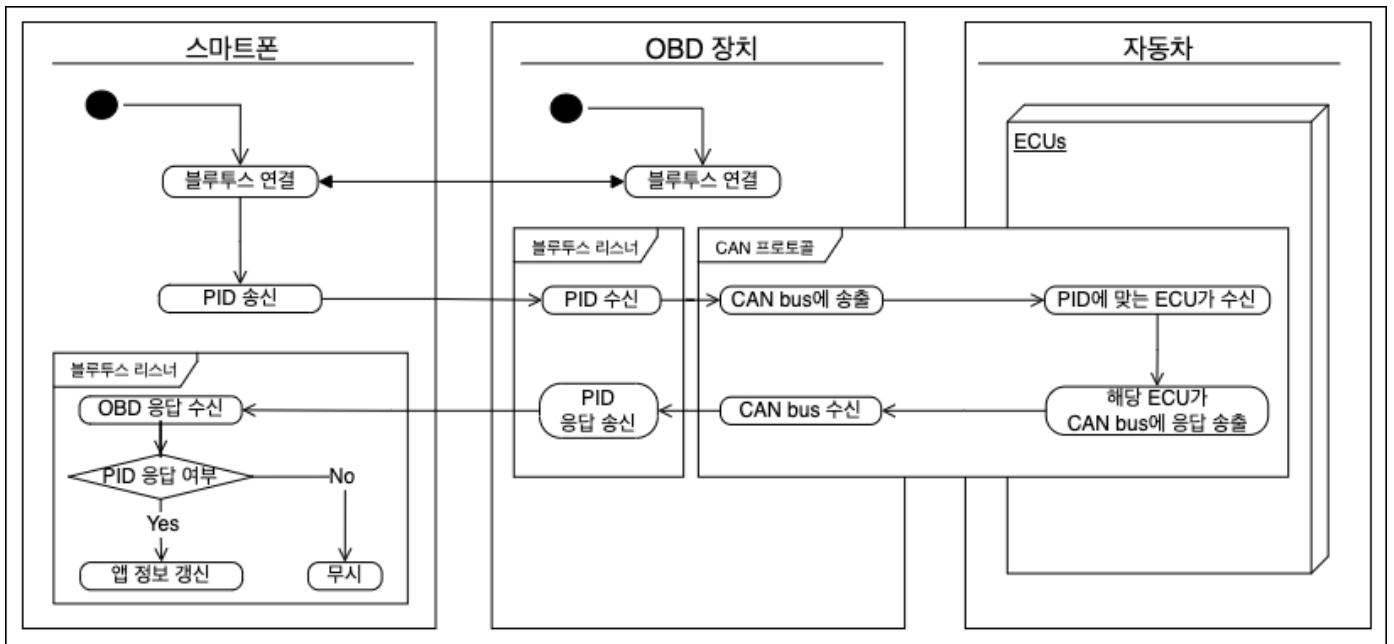 스마트폰
OBD 장치
자동차
ECUs
블루투스 연결
블루투스 연결
블루투스 리스너
CAN 프로토콜
PID 송신
PID 수신
CAN bus에 송출
PID에 맞는 ECU가 수신
블루투스 리스너
OBD 응답 수신
PID
응답 송신
CAN bus 수신
해당 ECU가
CAN bus에 응답 송출
PID 응답 여부
No
Yes
앱 정보 갱신
무시